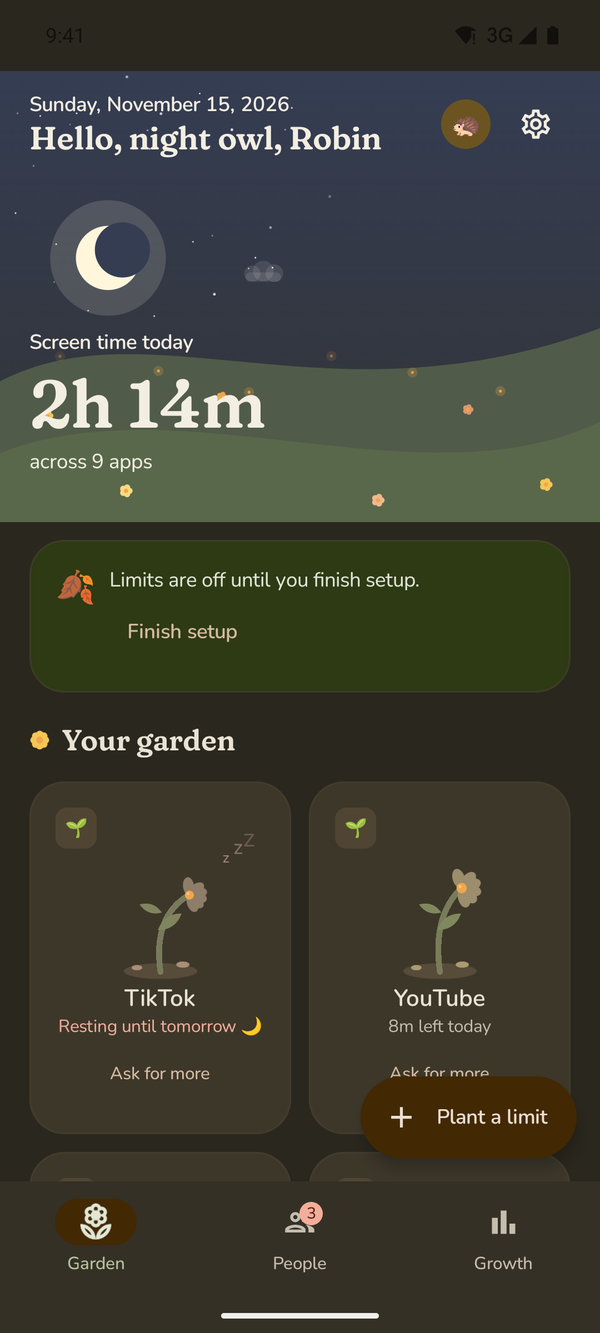 9:41
3G
Sunday, November 15, 2026
Hello, night owl, Robin
Screen time today
2h 14m
across 9 apps
Limits are off until you finish setup.
Finish setup
Your garden
z z z
TikTok
Resting until tomorrow
Ask for more
YouTube
8m left today
Ask for more
+ Plant a limit
Garden
3
People
Growth